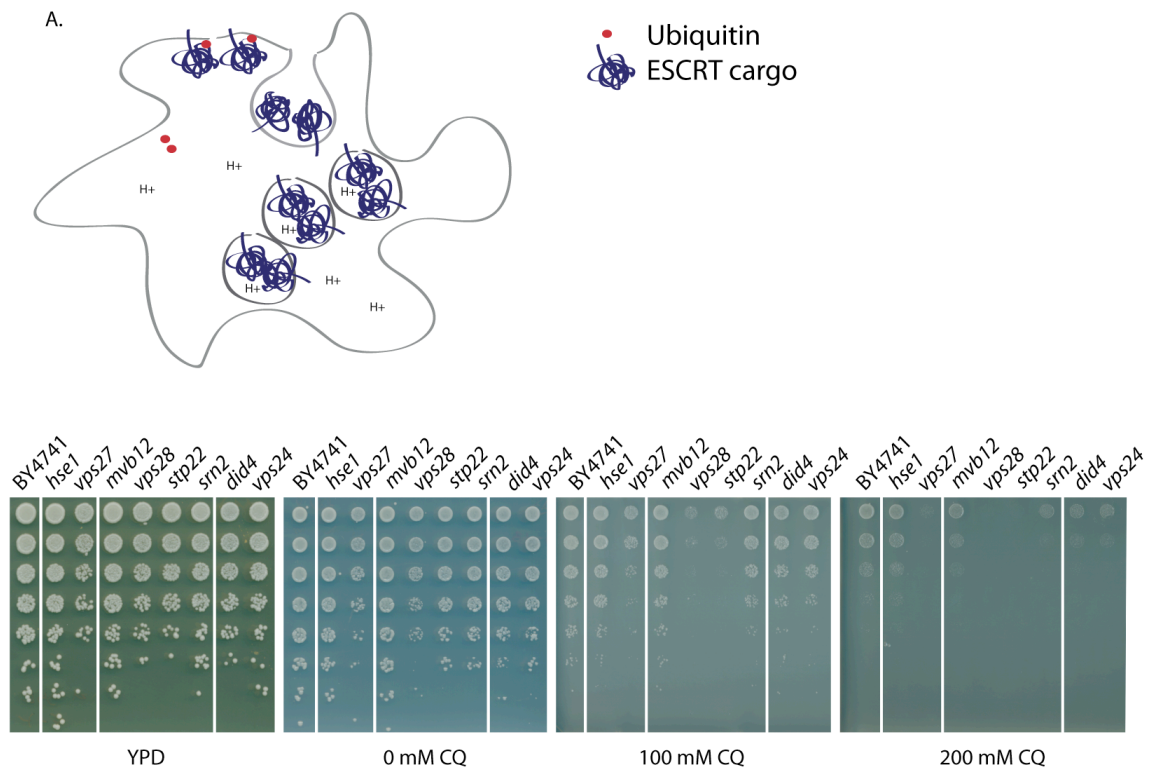 A.
Ubiquitin
ESCRT cargo
H+
H+
H+
H+
H+
H+
H+
BY4741 hse1 vps27 mvb12 vps28 stp22 srn2 did4 vps24
BY4741 hse1 vps27 mvb12 vps28 stp22 srn2 did4 vps24
BY4741 hse1 vps27 mvb12 vps28 stp22 srn2 did4 vps24
BY4741 hse1 vps27 mvb12 vps28 stp22 srn2 did4 vps24
YPD 0 mM CQ 100 mM CQ 200 mM CQ